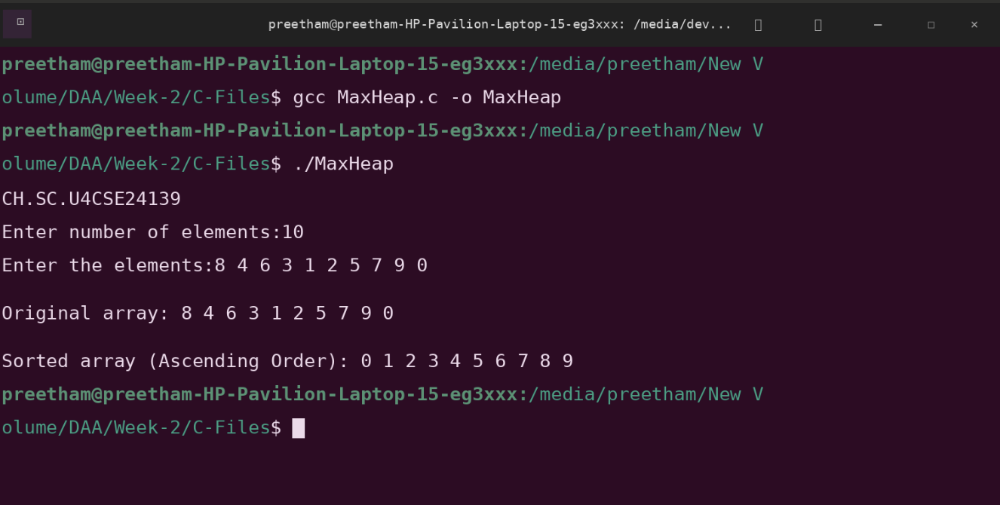 preetham@preetham-HP-Pavilion-Laptop-15-eg3xxx: /media/dev...
preetham@preetham-HP-Pavilion-Laptop-15-eg3xxx:/media/preetham/New V
olume/DAA/Week-2/C-Files$ gcc MaxHeap.c -o MaxHeap
preetham@preetham-HP-Pavilion-Laptop-15-eg3xxx:/media/preetham/New V
olume/DAA/Week-2/C-Files$ ./MaxHeap
CH.SC.U4CSE24139
Enter number of elements:10
Enter the elements:8 4 6 3 1 2 5 7 9 0
Original array: 8 4 6 3 1 2 5 7 9 0
Sorted array (Ascending Order): 0 1 2 3 4 5 6 7 8 9
preetham@preetham-HP-Pavilion-Laptop-15-eg3xxx:/media/preetham/New V
olume/DAA/Week-2/C-Files$